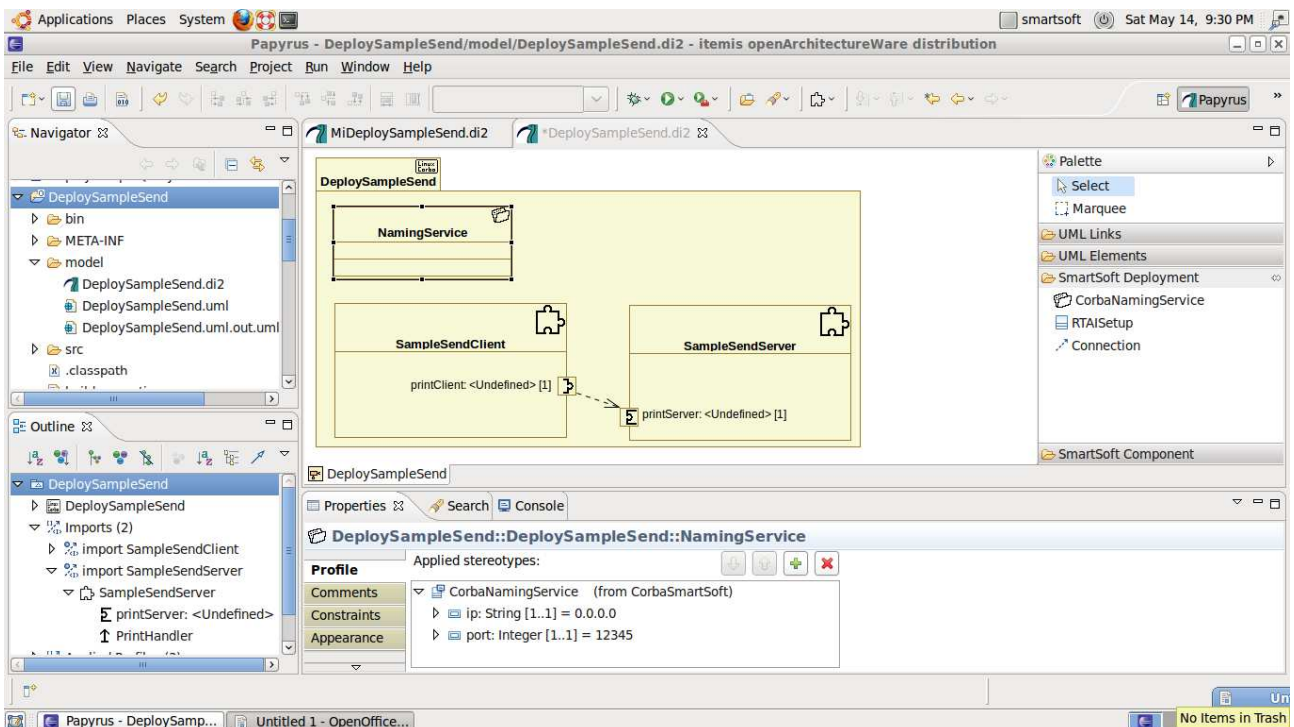 Applications Places System
smartsoft Sat May 14, 9:30 PM
Papyrus - DeploySampleSend/model/DeploySampleSend.di2 - itemis openArchitectureWare distribution
File Edit View Navigate Search Project Run Window Help
Papyrus »
Navigator
MiDeploySampleSend.di2
*DeploySampleSend.di2
DeploySampleSend
bin
META-INF
model
DeploySampleSend.di2
DeploySampleSend.uml
DeploySampleSend.uml.out.uml
src
.classpath
Linux
Corba
DeploySampleSend
NamingService
SampleSendClient
printClient: <Undefined> [1]
SampleSendServer
printServer: <Undefined> [1]
Palette
Select
Marquee
UML Links
UML Elements
SmartSoft Deployment
CorbaNamingService
RTAISetup
Connection
SmartSoft Component
DeploySampleSend
Outline
DeploySampleSend
DeploySampleSend
Imports (2)
import SampleSendClient
import SampleSendServer
SampleSendServer
printServer: <Undefined>
PrintHandler
Properties Search Console
DeploySampleSend::DeploySampleSend::NamingService
Profile
Comments
Constraints
Appearance
Applied stereotypes:
CorbaNamingService (from CorbaSmartSoft)
ip: String [1..1] = 0.0.0.0
port: Integer [1..1] = 12345
Un
Papyrus - DeploySamp...
Untitled 1 - OpenOffice...
No Items in Trash